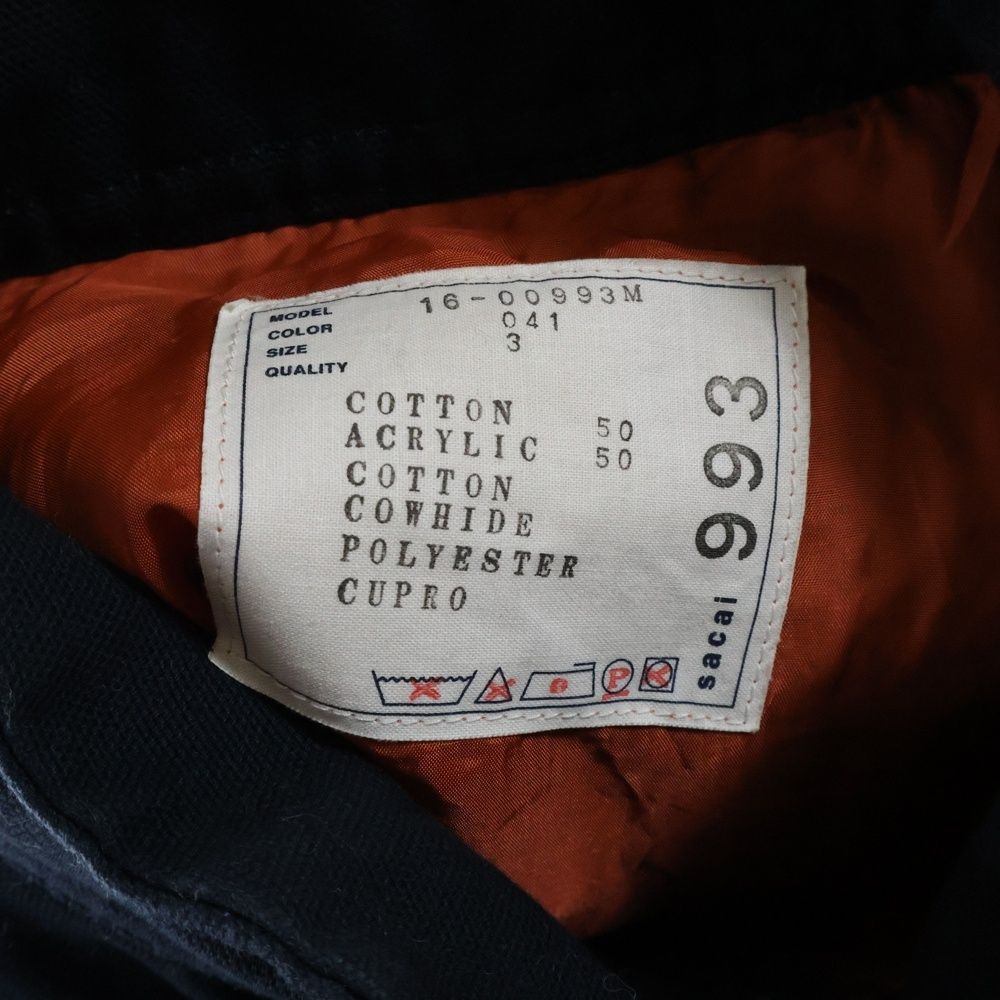 MODEL 16-00993M
COLOR 041
SIZE 3
QUALITY
COTTON 50
ACRYLIC 50
COTTON
COWHIDE
POLYESTER
CUPRO
P
sacai 993